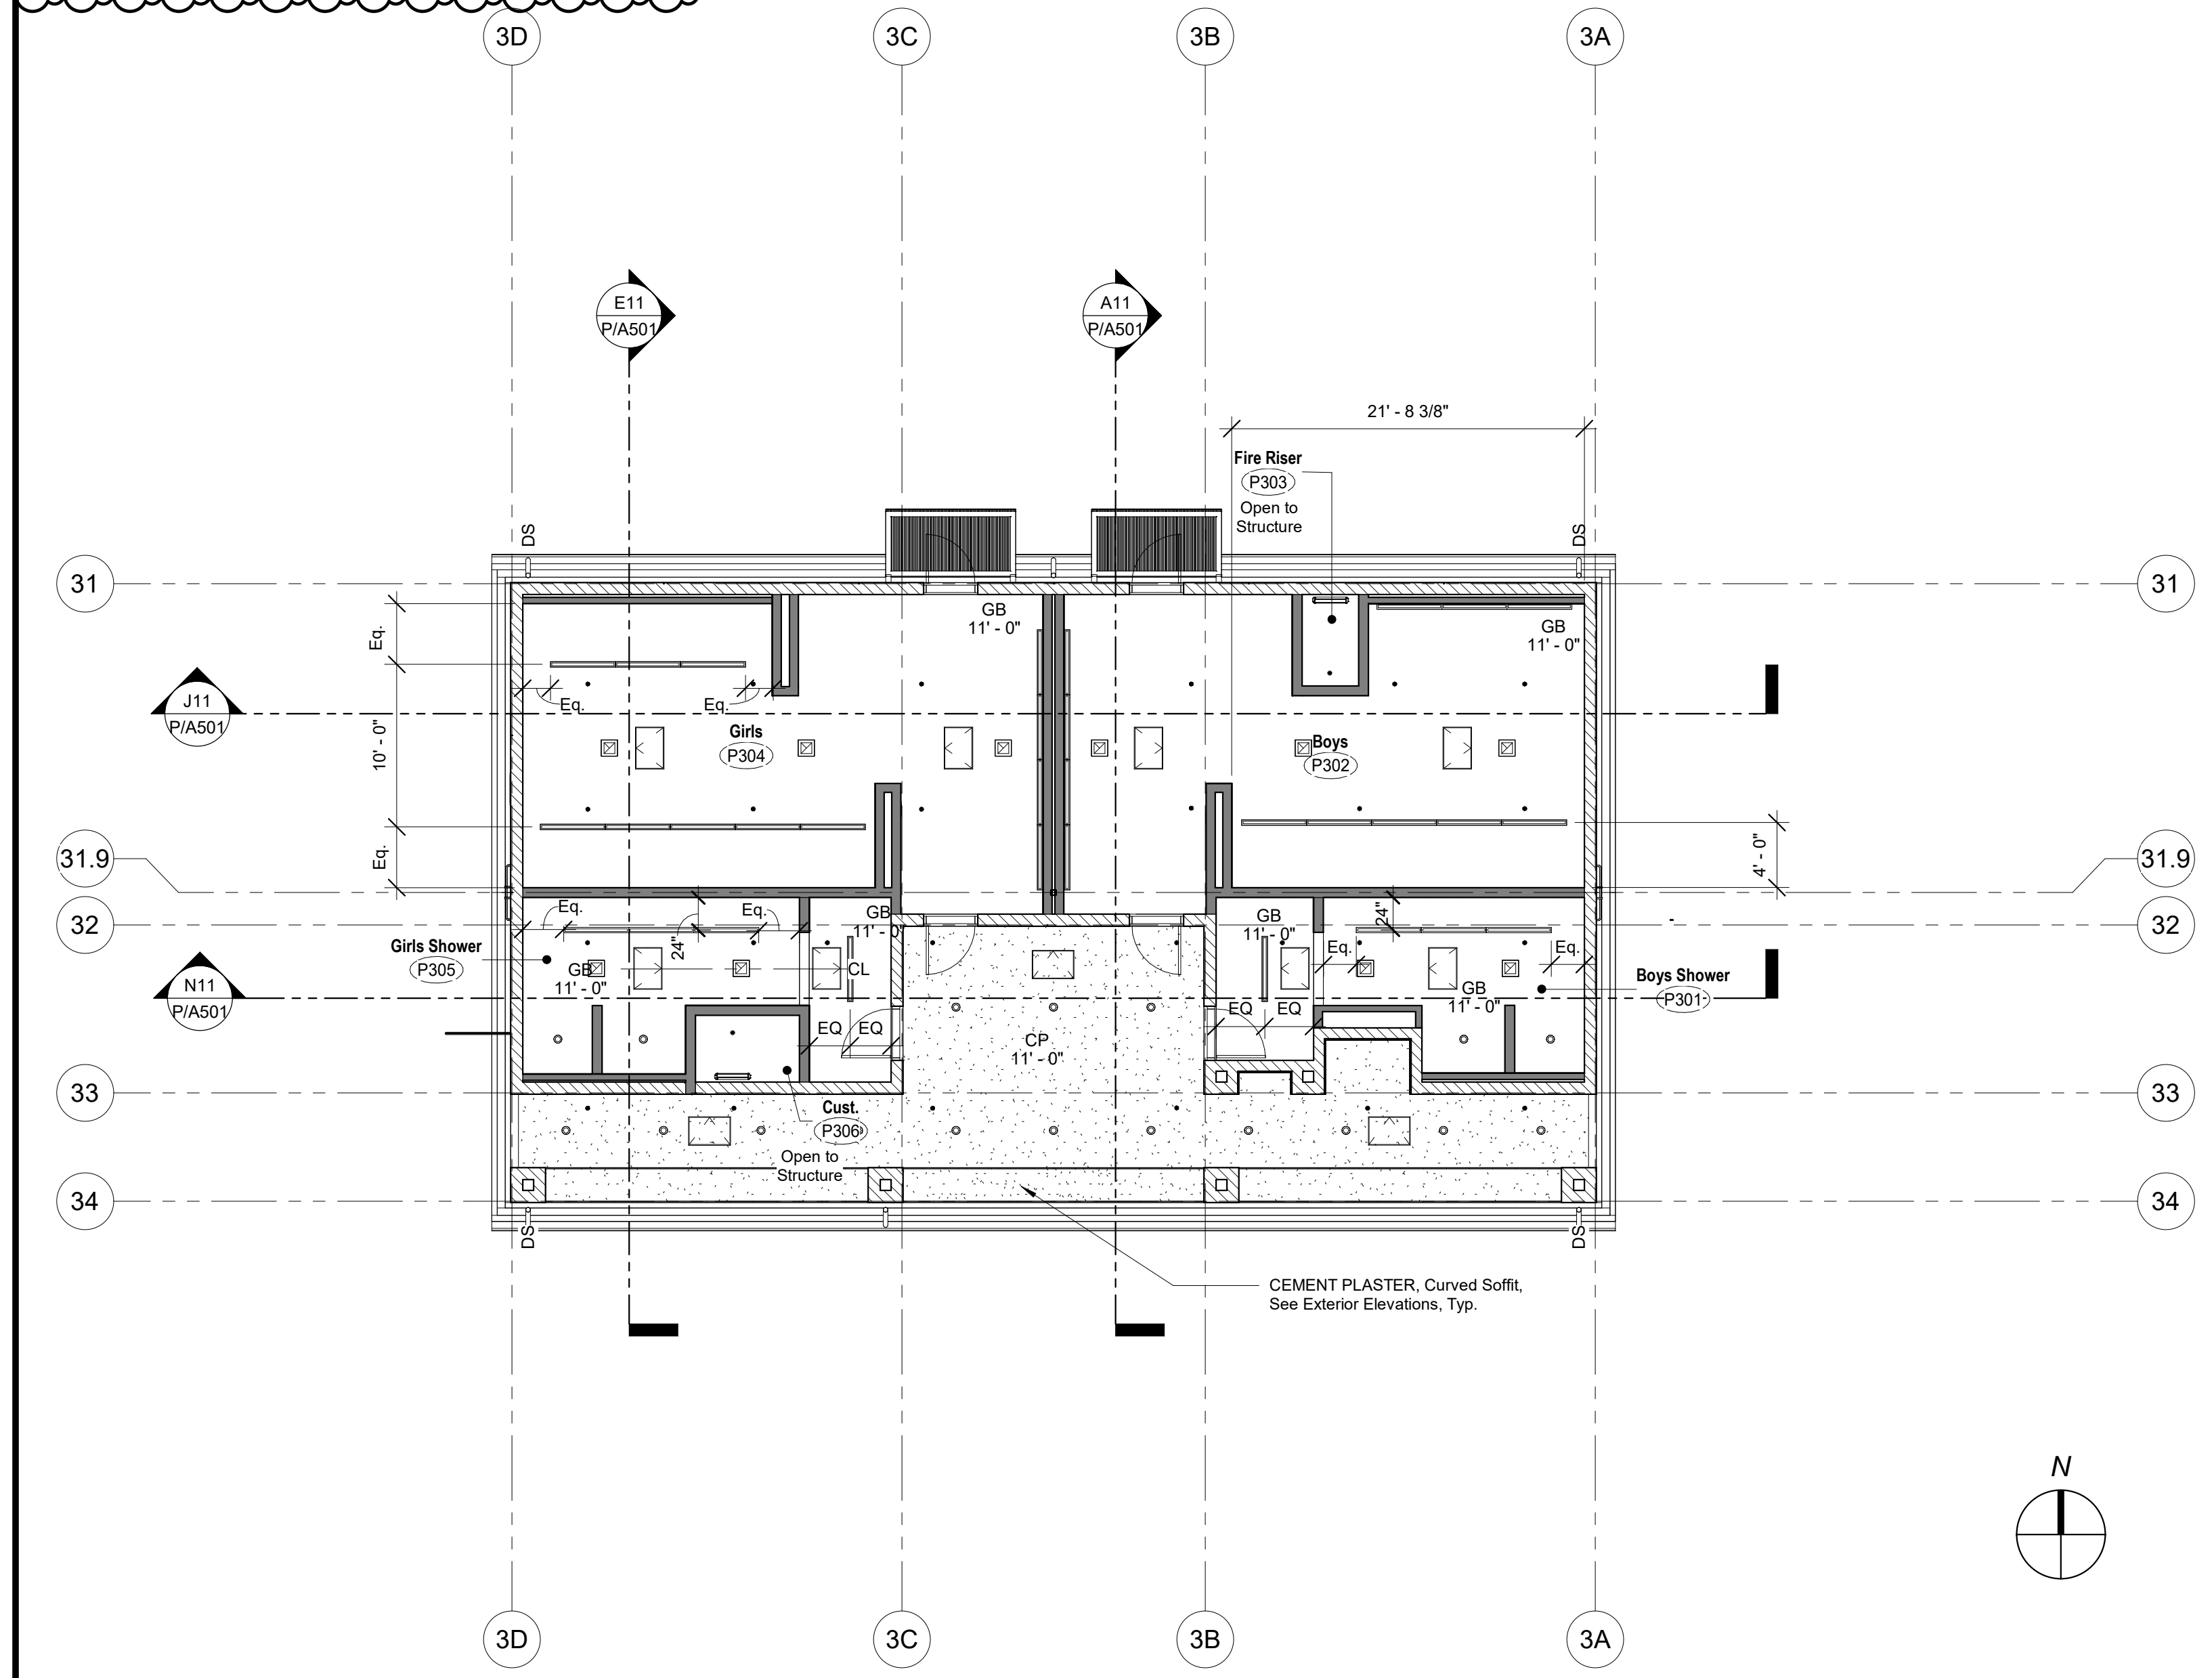 3D
3C
3B
3A
E11
P/A501
A11
P/A501
21' - 8 3/8"
Fire Riser
P303
Open to
Structure
DS
DS
31
31
GB
11' - 0"
GB
11' - 0"
Eq.
J11
P/A501
Eq.
Eq.
10' - 0"
Girls
P304
Boys
P302
31.9
Eq.
4' - 0"
31.9
32
Eq.
Eq.
GB
11' - 0"
GB
11' - 0"
24"
32
Girls Shower
P305
24"
GB
11' - 0"
CL
Eq.
Eq.
GB
11' - 0"
Boys Shower
P301
N11
P/A501
EQ
EQ
EQ
EQ
CP
11' - 0"
33
33
Cust.
P306
Open to
Structure
34
34
DS
DS
CEMENT PLASTER, Curved Soffit,
See Exterior Elevations, Typ.
N
3D
3C
3B
3A